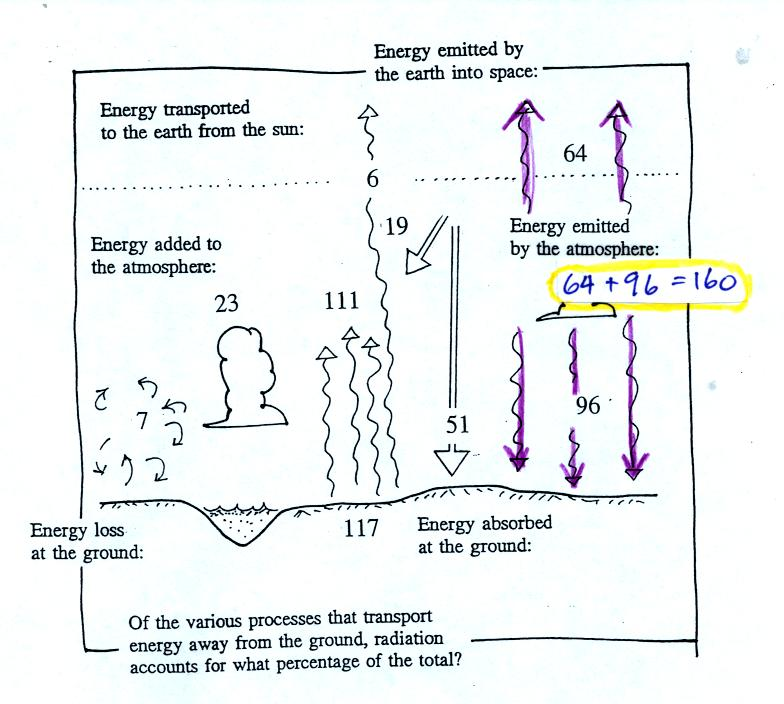 Energy emitted by
the earth into space:
Energy transported
to the earth from the sun:
64
6
19
Energy emitted
by the atmosphere:
Energy added to
the atmosphere:
64 + 96 = 160
23
111
96
7
51
Energy loss
at the ground:
117
Energy absorbed
at the ground:
Of the various processes that transport
energy away from the ground, radiation
accounts for what percentage of the total?